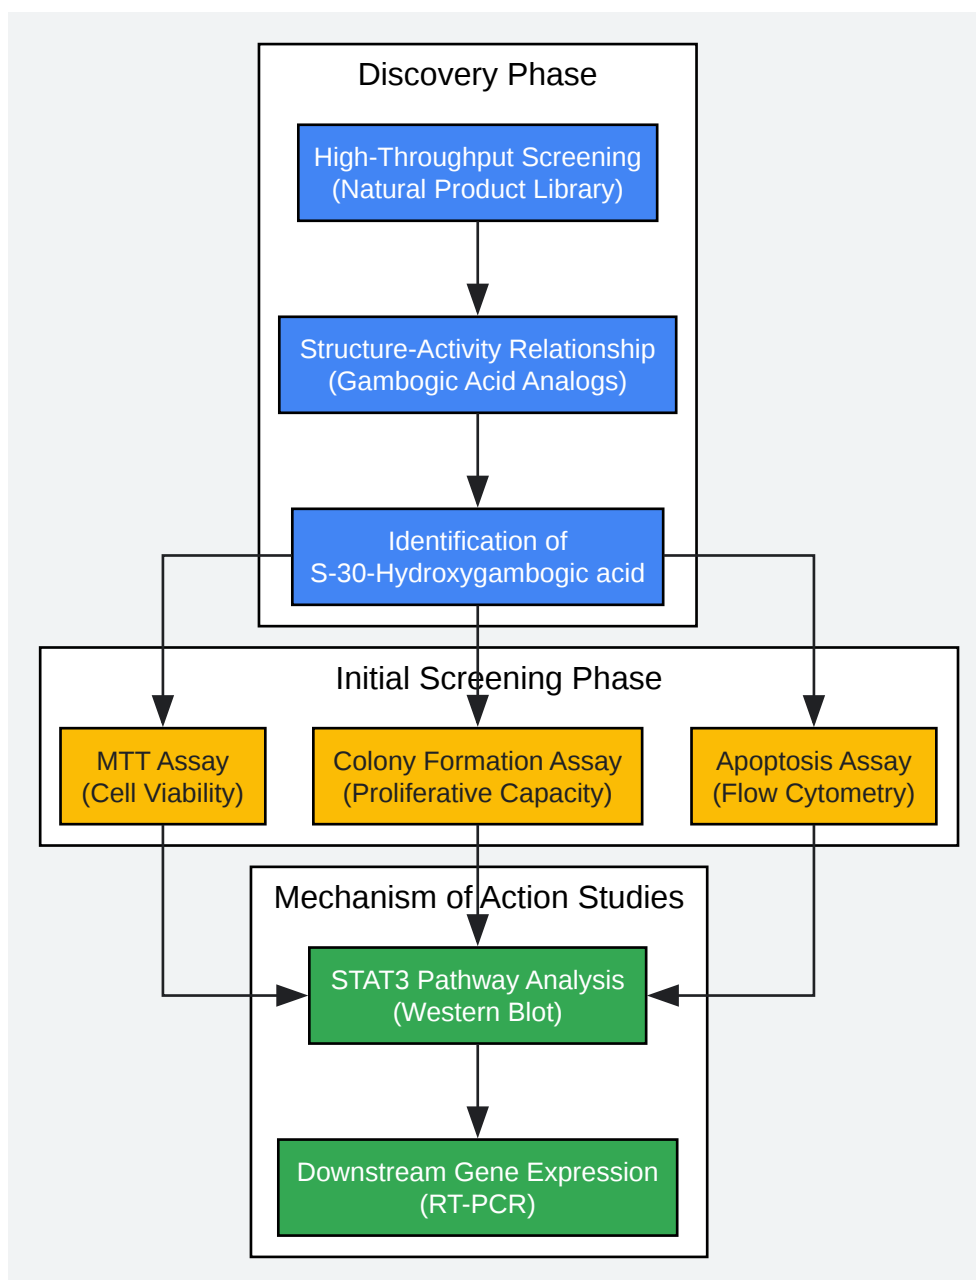 Discovery Phase
High-Throughput Screening
(Natural Product Library)
Structure-Activity Relationship
(Gambogic Acid Analogs)
Identification of
S-30-Hydroxygambogic acid
Initial Screening Phase
MTT Assay
(Cell Viability)
Colony Formation Assay
(Proliferative Capacity)
Apoptosis Assay
(Flow Cytometry)
Mechanism of Action Studies
STAT3 Pathway Analysis
(Western Blot)
Downstream Gene Expression
(RT-PCR)